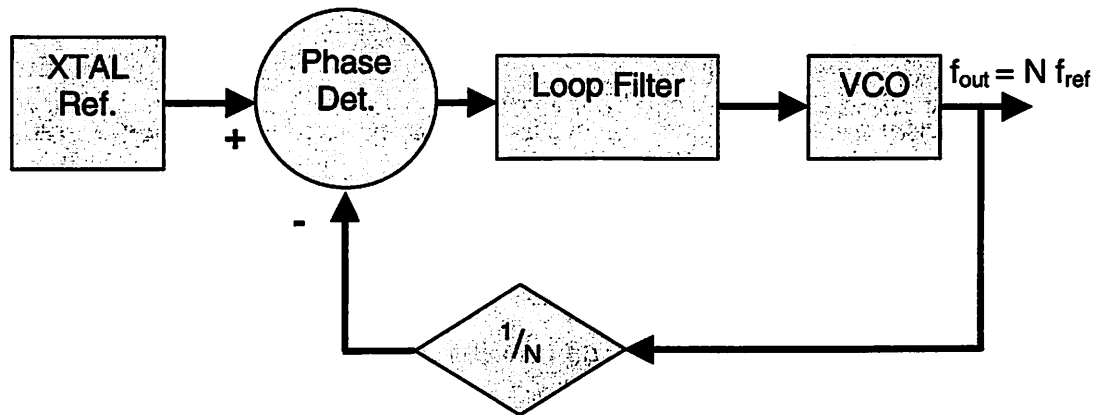 XTAL
Ref.
+
Phase
Det.
-
Loop Filter
VCO
f_out = N f_ref
1/N